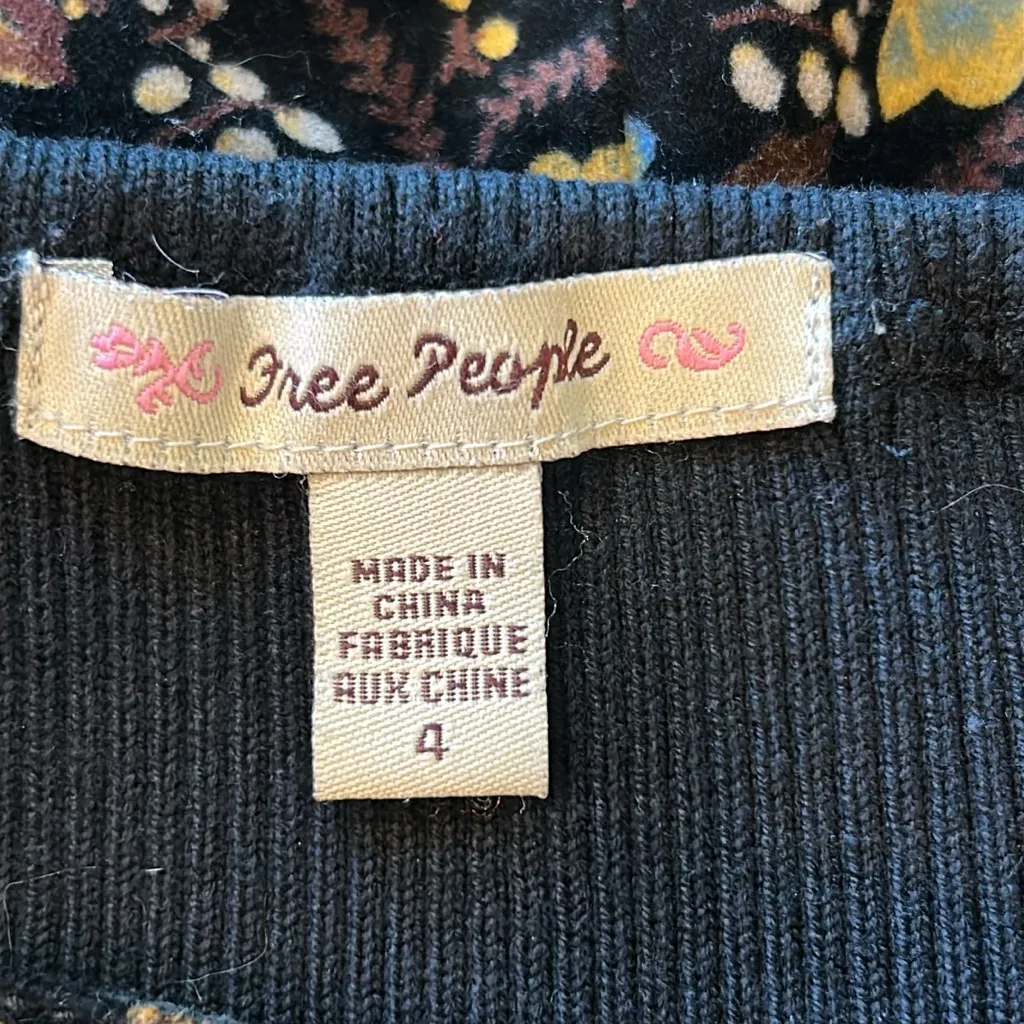 Free People
MADE IN
CHINA
FABRIQUE
AUX CHINE
4